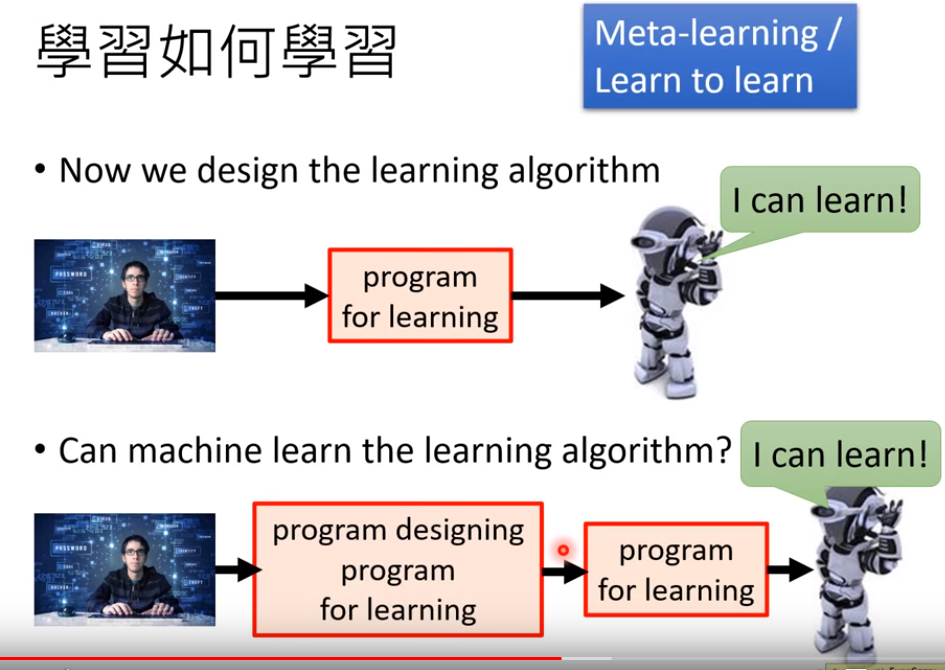 學習如何學習
Meta-learning /
Learn to learn
• Now we design the learning algorithm
I can learn!
PASSWORD
program
for learning
• Can machine learn the learning algorithm?
I can learn!
PASSWORD
program designing
program
for learning
program
for learning